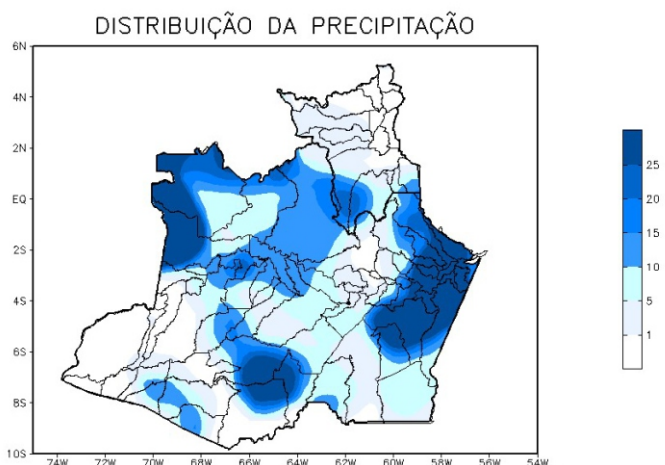 DISTRIBUIÇÃO DA PRECIPITAÇÃO
6N
4N
2N
EQ
2S
4S
6S
8S
10S
74W 72W 70W 68W 66W 64W 62W 60W 58W 56W 54W
25
20
15
10
5
1